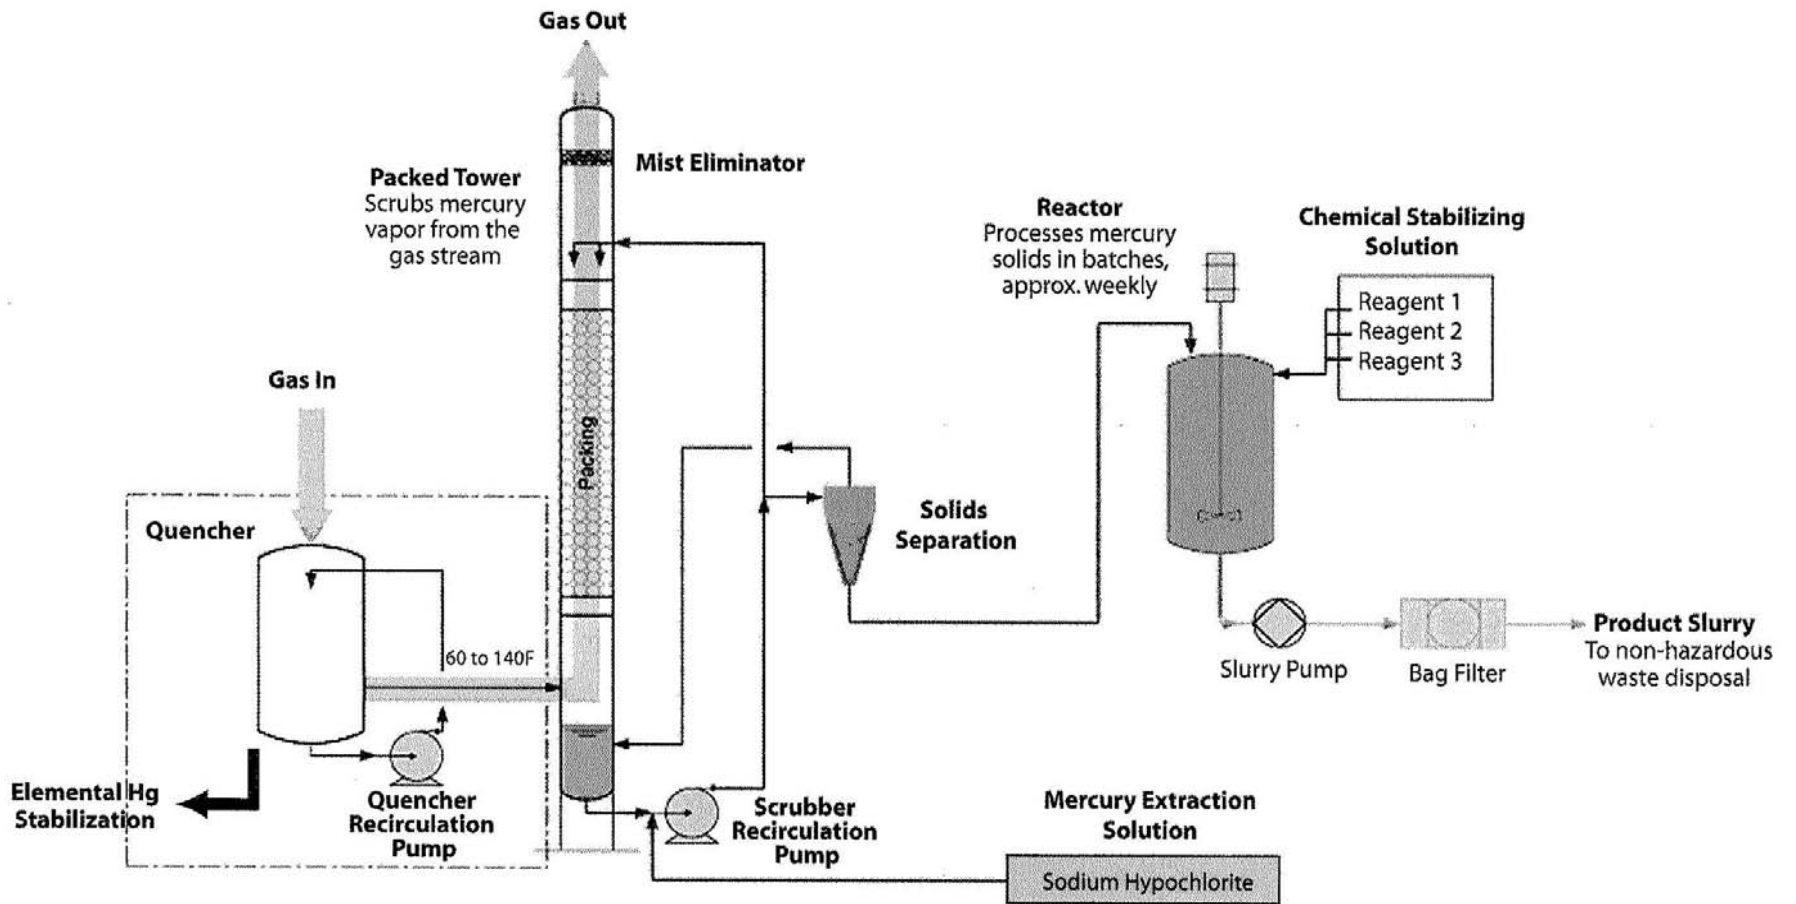 Gas Out
Mist Eliminator
Packed Tower
Scrubs mercury
vapor from the
gas stream
Reactor
Processes mercury
solids in batches,
approx. weekly
Chemical Stabilizing
Solution
Reagent 1
Reagent 2
Reagent 3
Gas In
Packing
Quencher
Solids
Separation
60 to 140F
Slurry Pump
Bag Filter
Product Slurry
To non-hazardous
waste disposal
Elemental Hg
Stabilization
Quencher
Recirculation
Pump
Scrubber
Recirculation
Pump
Mercury Extraction
Solution
Sodium Hypochlorite